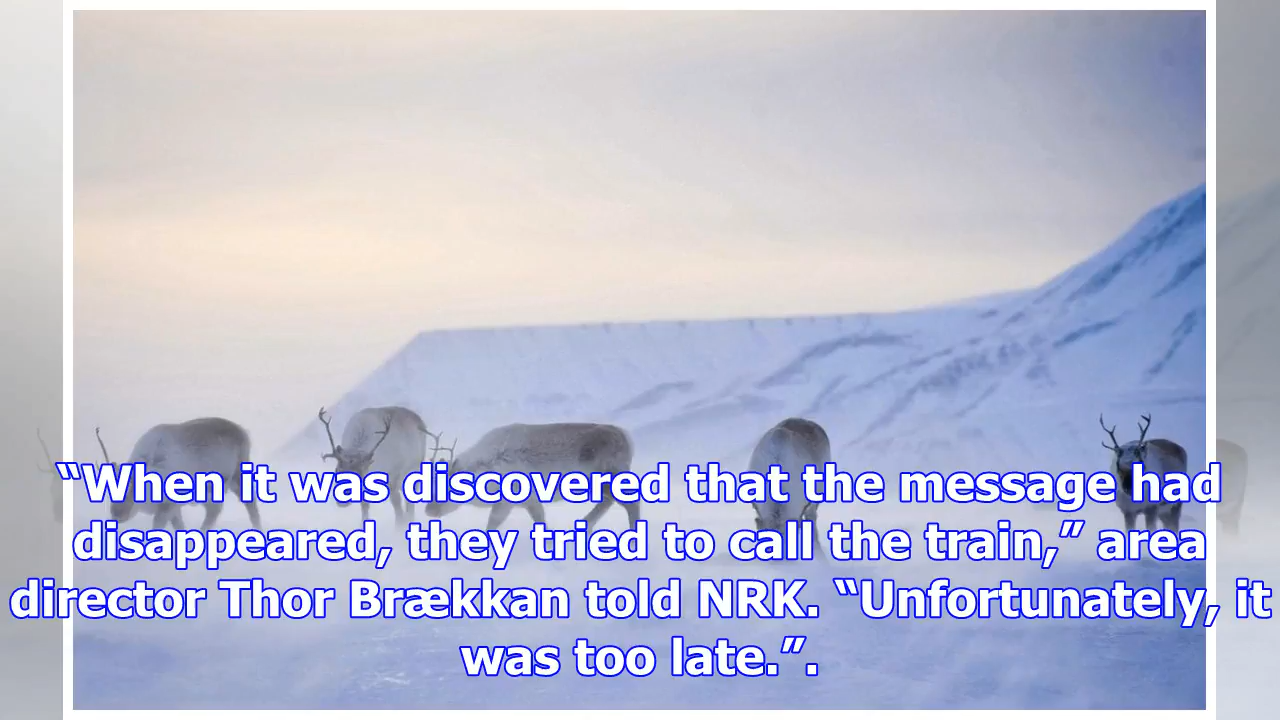 “When it was discovered that the message had
disappeared, they tried to call the train,” area
director Thor Brækkan told NRK. “Unfortunately, it
was too late.”.